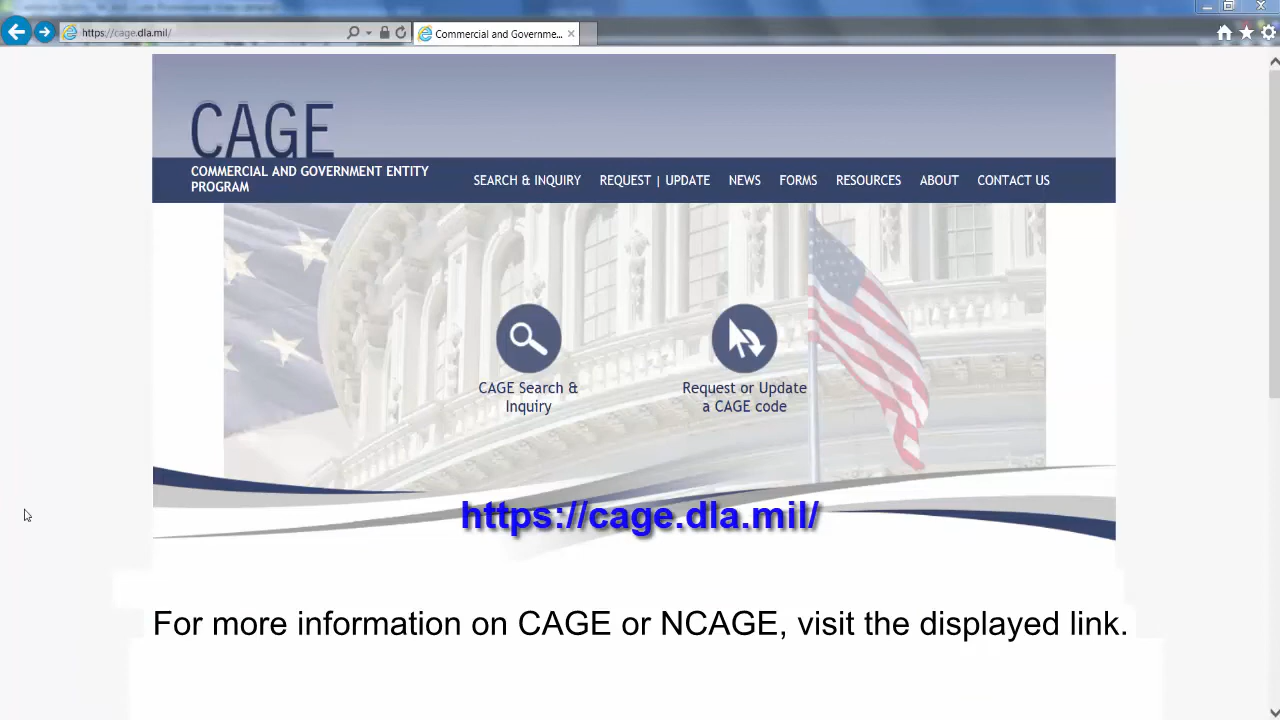 https://cage.dla.mil/
Commercial and Governme...
CAGE
COMMERCIAL AND GOVERNMENT ENTITY
PROGRAM
SEARCH & INQUIRY REQUEST | UPDATE NEWS FORMS RESOURCES ABOUT CONTACT US
CAGE Search &
Inquiry
Request or Update
a CAGE code
https://cage.dla.mil/
For more information on CAGE or NCAGE, visit the displayed link.